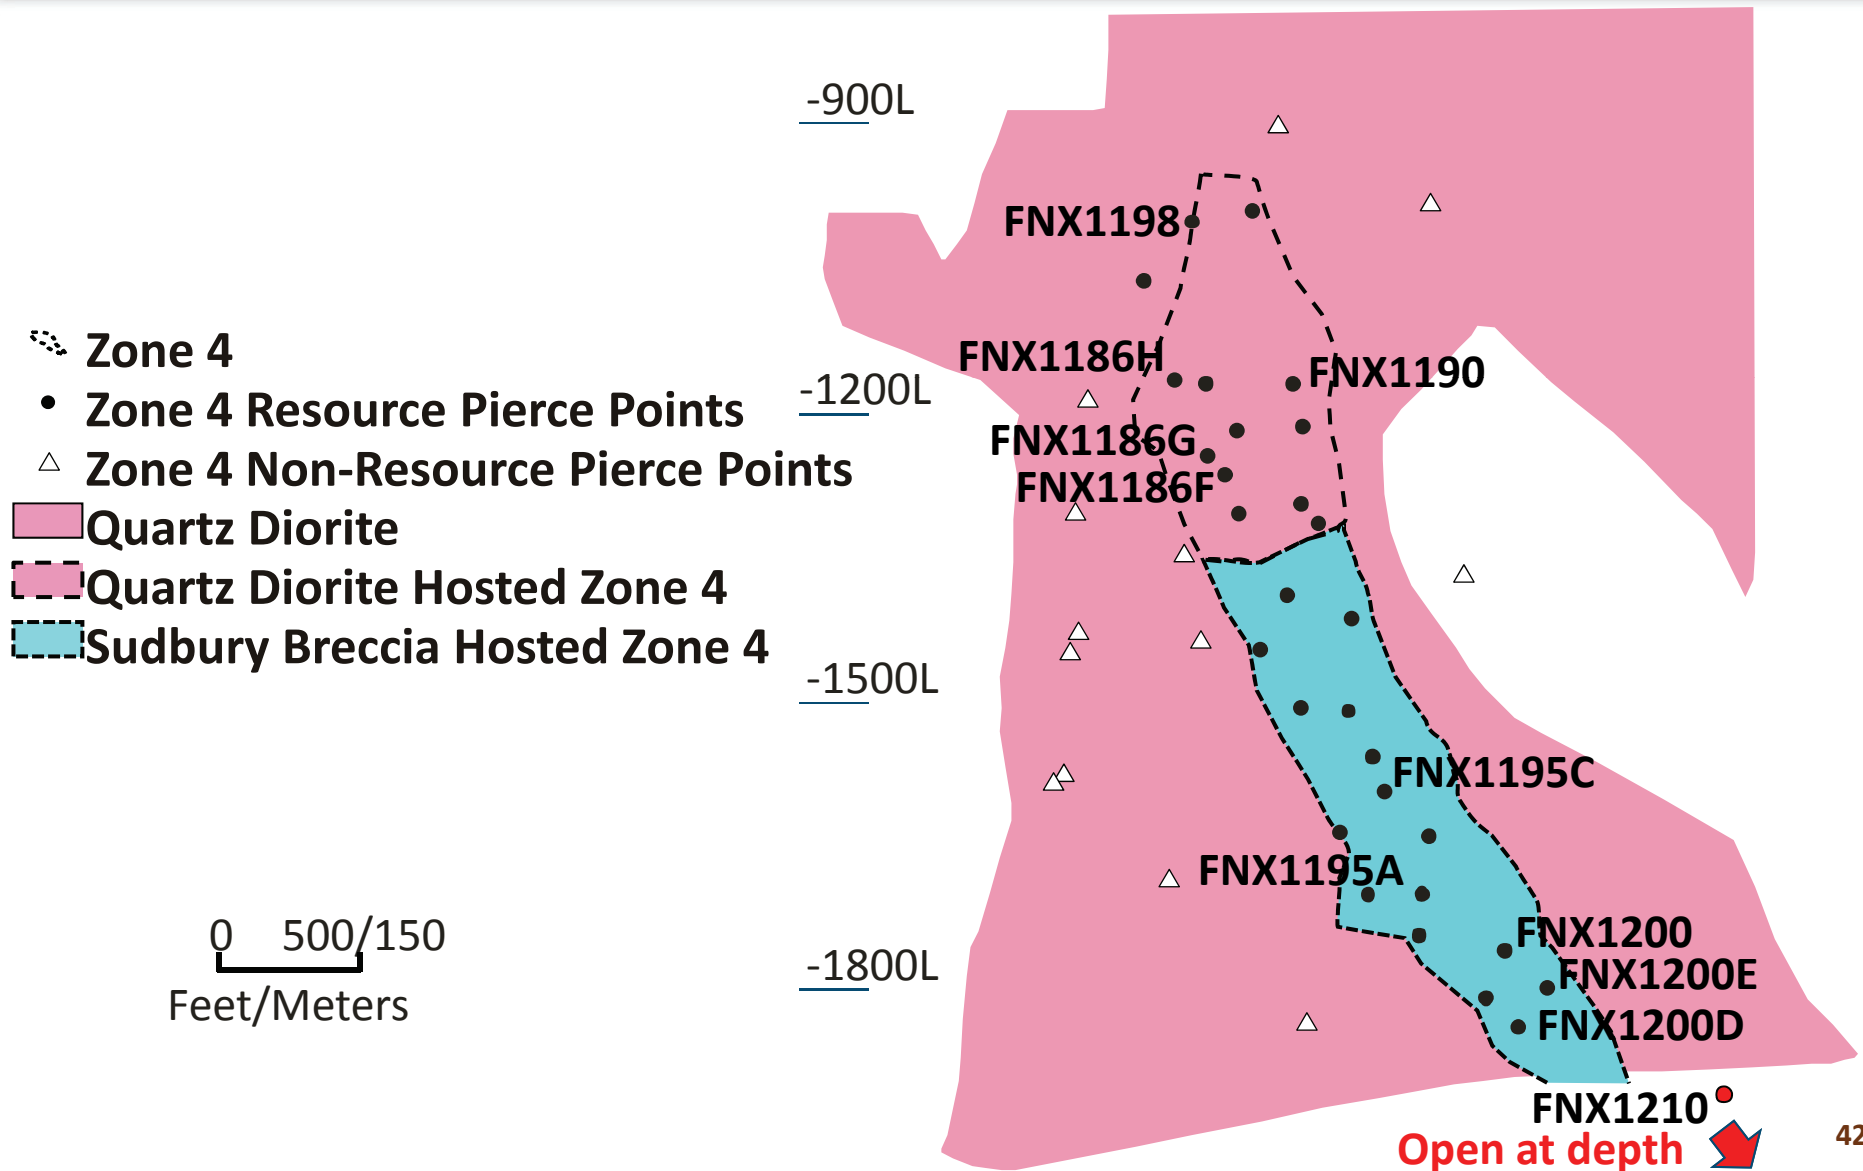 -900L
FNX1198
Zone 4
FNX1186H
FNX1190
-1200L
Zone 4 Resource Pierce Points
FNX1186G
Zone 4 Non-Resource Pierce Points
FNX1186F
Quartz Diorite
Quartz Diorite Hosted Zone 4
Sudbury Breccia Hosted Zone 4
-1500L
FNX1195C
FNX1195A
0 500/150
Feet/Meters
FNX1200
-1800L
FNX1200E
FNX1200D
FNX1210
Open at depth
42